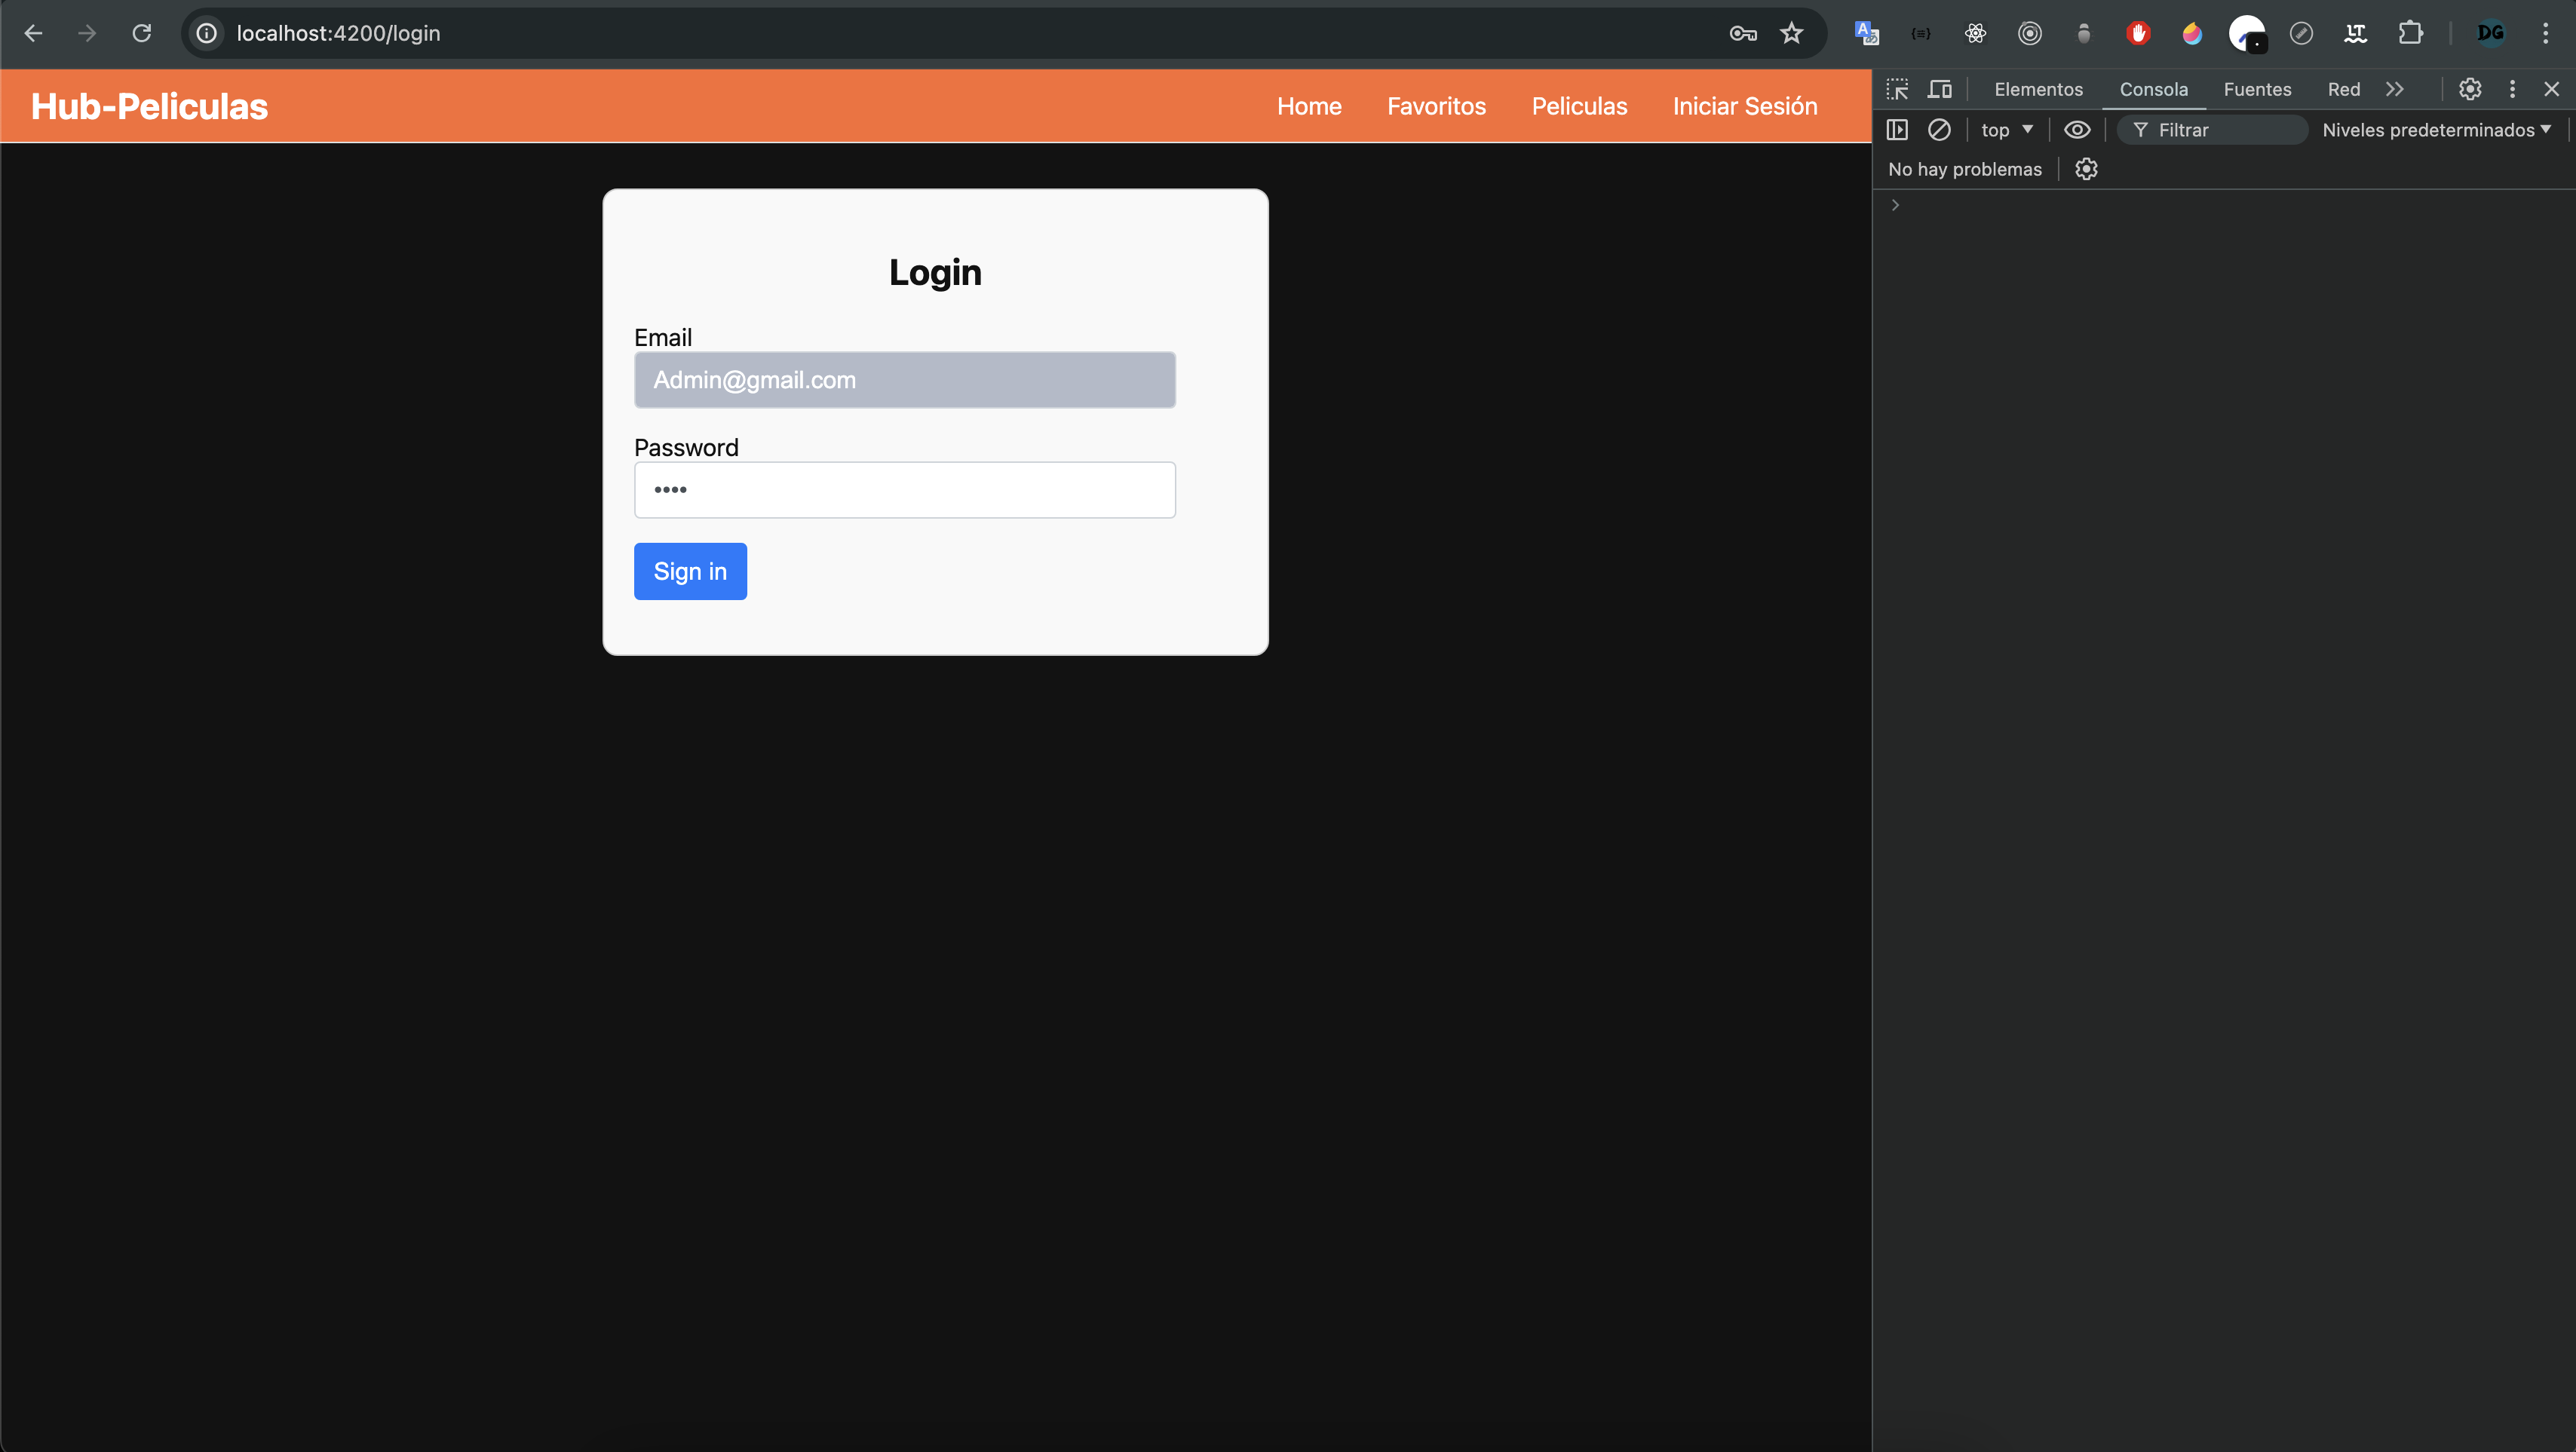 localhost:4200/login
DG
Hub-Peliculas
Home Favoritos Peliculas Iniciar Sesión
Elementos Consola Fuentes Red
top Filtrar Niveles predeterminados
No hay problemas
Login
Email
Admin@gmail.com
Password
••••
Sign in